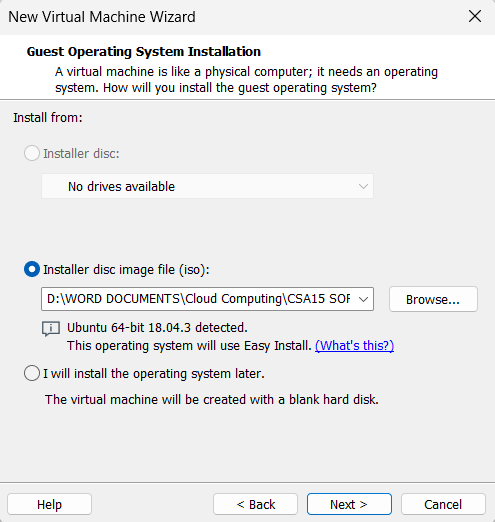 New Virtual Machine Wizard
Guest Operating System Installation
A virtual machine is like a physical computer; it needs an operating
system. How will you install the guest operating system?
Install from:
Installer disc:
No drives available
Installer disc image file (iso):
D:\WORD DOCUMENTS\Cloud Computing\CSA15 SOF
Browse...
Ubuntu 64-bit 18.04.3 detected.
This operating system will use Easy Install. (What's this?)
I will install the operating system later.
The virtual machine will be created with a blank hard disk.
Help
< Back
Next >
Cancel